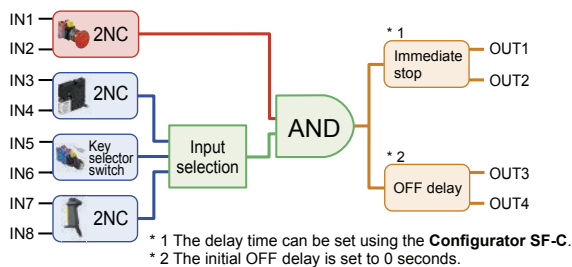 IN1
IN2
2NC
IN3
IN4
2NC
IN5
IN6
Key
selector
switch
IN7
IN8
2NC
Input
selection
AND
* 1
Immediate
stop
OUT1
OUT2
* 2
OFF delay
OUT3
OUT4
* 1 The delay time can be set using the Configurator SF-C.
* 2 The initial OFF delay is set to 0 seconds.